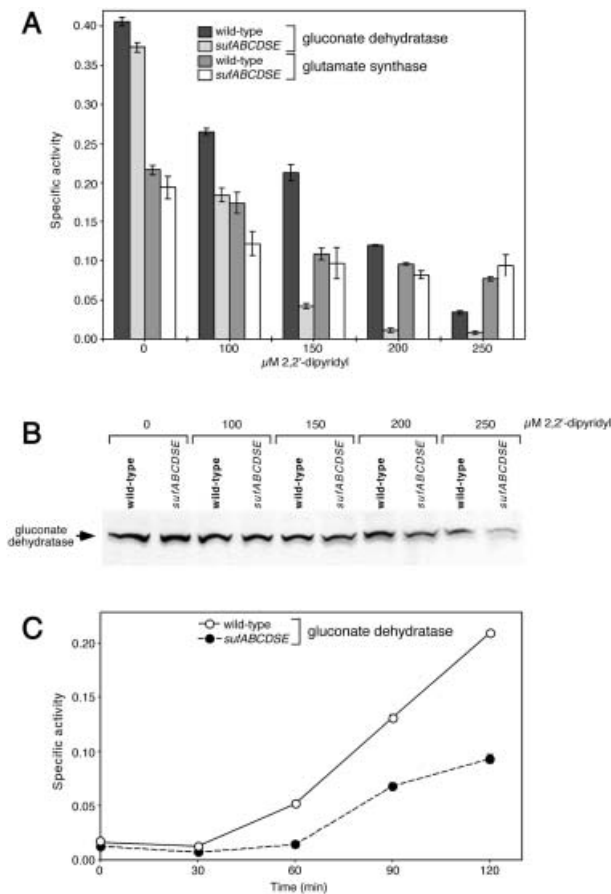 A
wild-type
sufABCDSE
gluconate dehydratase
wild-type
sufABCDSE
glutamate synthase
Specific activity
0.40
0.35
0.30
0.25
0.20
0.15
0.10
0.05
0.00
0 100 150 200 250
µM 2,2'-dipyridyl
B
0 100 150 200 250 µM 2,2'-dipyridyl
wild-type sufABCDSE wild-type sufABCDSE wild-type sufABCDSE wild-type sufABCDSE wild-type sufABCDSE
gluconate
dehydratase
C
wild-type
sufABCDSE
gluconate dehydratase
Specific activity
0.20
0.15
0.10
0.05
0.00
0 30 60 90 120
Time (min)